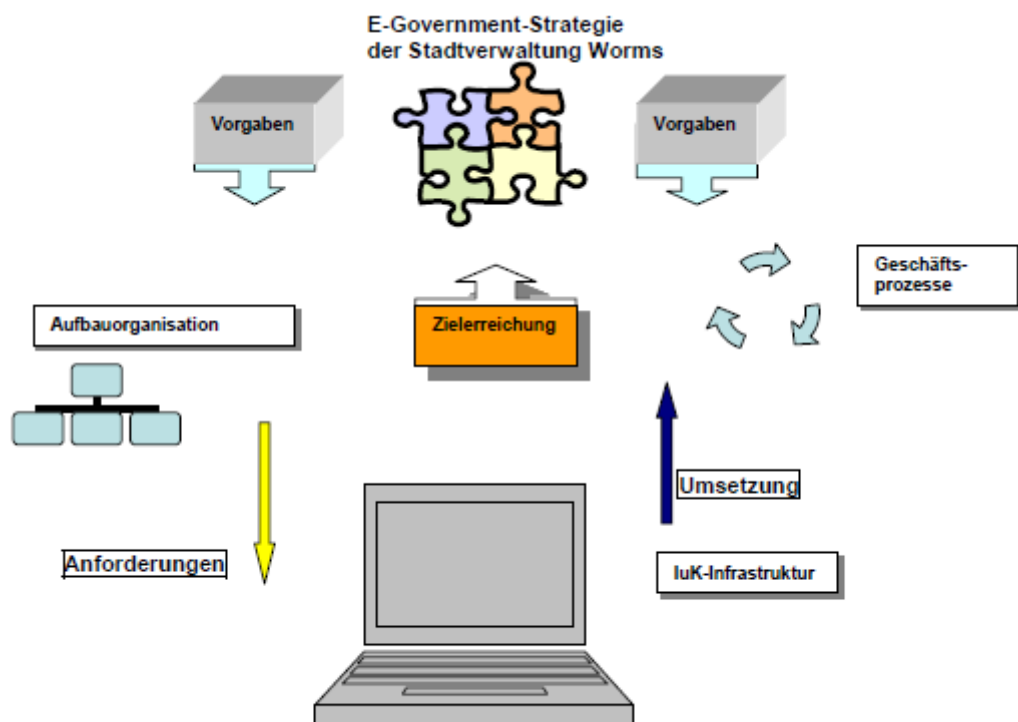 E-Government-Strategie
der Stadtverwaltung Worms
Vorgaben
Vorgaben
Geschäfts-
prozesse
Aufbauorganisation
Zielerreichung
Umsetzung
Anforderungen
IuK-Infrastruktur